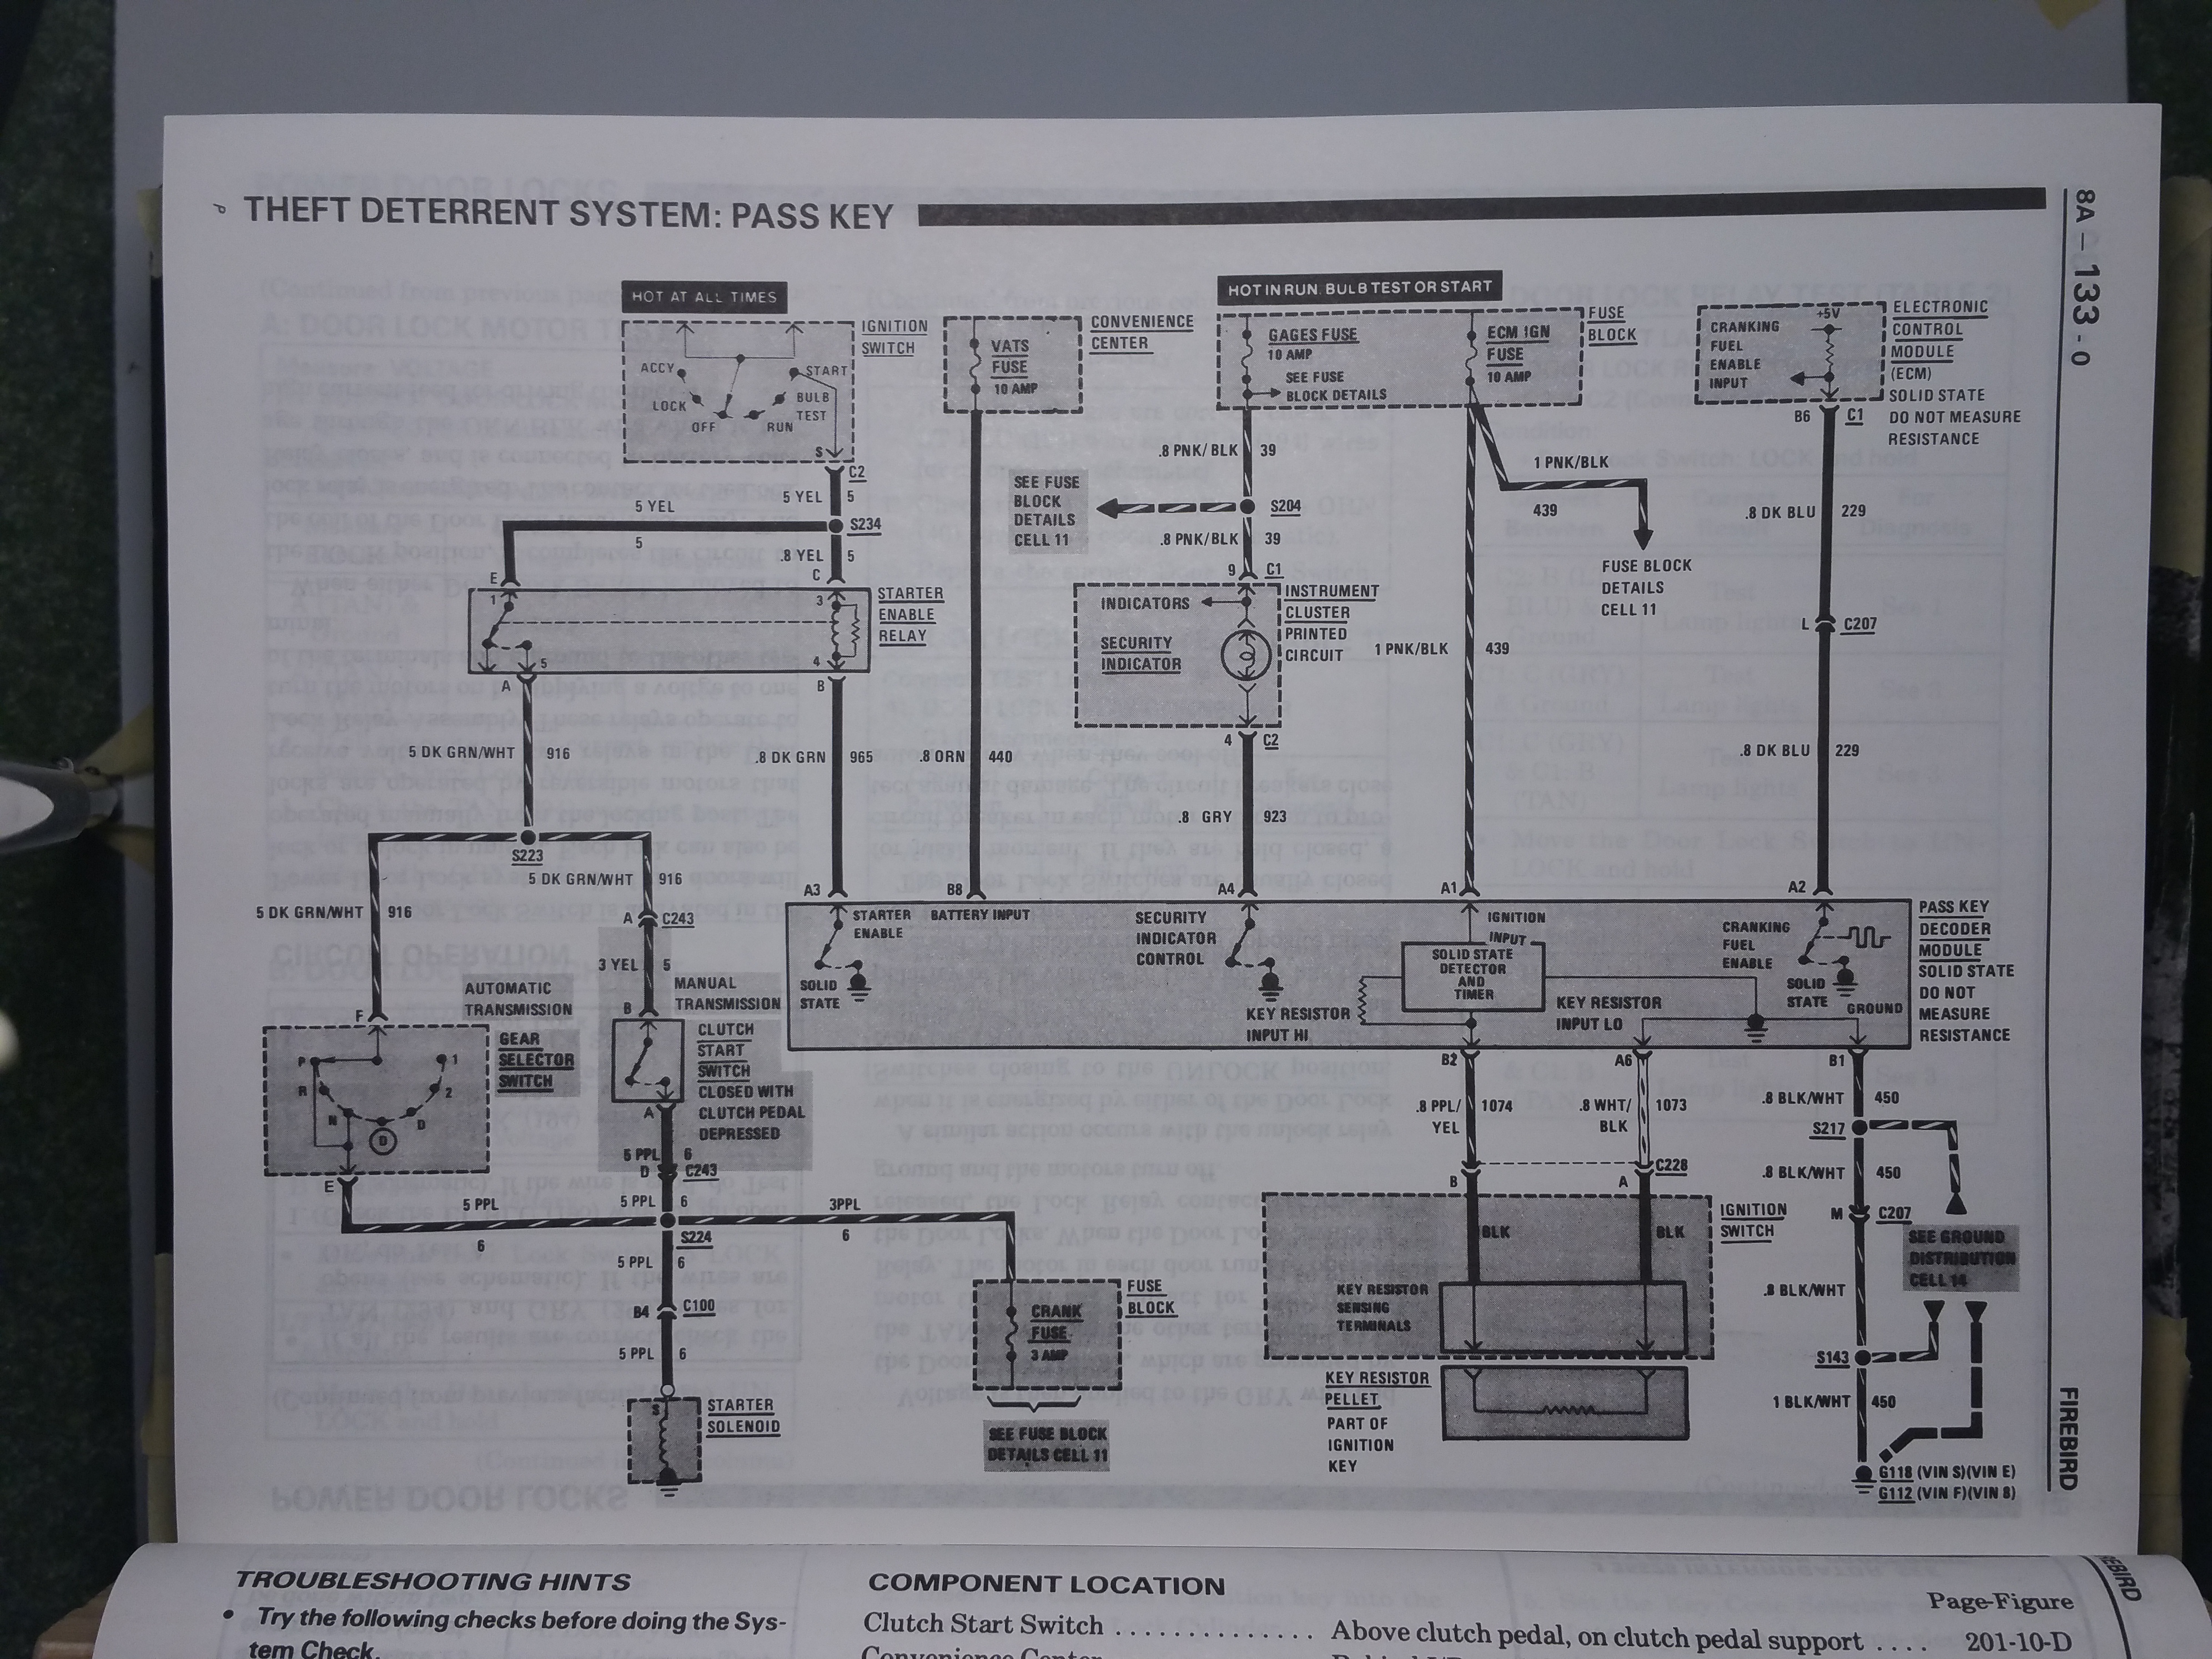 THEFT DETERRENT SYSTEM: PASS KEY
8A - 133 - 0
FIREBIRD
HOT AT ALL TIMES
IGNITION
SWITCH
ACCY
LOCK
OFF
RUN
BULB
TEST
START
S
C2
5 YEL
5
S234
5 YEL
5
.8 YEL
5
E
C
1
3
5
4
STARTER
ENABLE
RELAY
A
B
VATS
FUSE
10 AMP
CONVENIENCE
CENTER
HOT IN RUN. BULB TEST OR START
GAGES FUSE
10 AMP
SEE FUSE
BLOCK DETAILS
ECM IGN
FUSE
10 AMP
FUSE
BLOCK
CRANKING
FUEL
ENABLE
INPUT
+5V
ELECTRONIC
CONTROL
MODULE
(ECM)
SOLID STATE
DO NOT MEASURE
RESISTANCE
B6
C1
.8 PNK/BLK
39
SEE FUSE
BLOCK
DETAILS
CELL 11
S204
.8 PNK/BLK
39
9
C1
1 PNK/BLK
439
FUSE BLOCK
DETAILS
CELL 11
.8 DK BLU
229
L
C207
INDICATORS
SECURITY
INDICATOR
INSTRUMENT
CLUSTER
PRINTED
CIRCUIT
4
C2
1 PNK/BLK
439
.8 DK BLU
229
5 DK GRN/WHT
916
.8 DK GRN
965
.8 ORN
440
.8 GRY
923
S223
5 DK GRN/WHT
916
5 DK GRN/WHT
916
A
C243
3 YEL
5
A3
B8
A4
A1
A2
STARTER
ENABLE
BATTERY INPUT
SOLID
STATE
SECURITY
INDICATOR
CONTROL
IGNITION
INPUT
SOLID STATE
DETECTOR
AND
TIMER
KEY RESISTOR
INPUT HI
KEY RESISTOR
INPUT LO
CRANKING
FUEL
ENABLE
SOLID
STATE
GROUND
PASS KEY
DECODER
MODULE
SOLID STATE
DO NOT
MEASURE
RESISTANCE
AUTOMATIC
TRANSMISSION
MANUAL
TRANSMISSION
F
B
GEAR
SELECTOR
SWITCH
P
R
N
D
D
2
1
E
CLUTCH
START
SWITCH
CLOSED WITH
CLUTCH PEDAL
DEPRESSED
A
5 PPL
6
D
C243
5 PPL
6
5 PPL
6
S224
3PPL
6
5 PPL
6
B4
C100
5 PPL
6
S
STARTER
SOLENOID
CRANK
FUSE
3 AMP
FUSE
BLOCK
SEE FUSE BLOCK
DETAILS CELL 11
B2
A6
B1
.8 PPL/
YEL
1074
.8 WHT/
BLK
1073
B
A
C228
BLK
BLK
IGNITION
SWITCH
KEY RESISTOR
SENSING
TERMINALS
KEY RESISTOR
PELLET
PART OF
IGNITION
KEY
.8 BLK/WHT
450
S217
.8 BLK/WHT
450
M
C207
SEE GROUND
DISTRIBUTION
CELL 14
.8 BLK/WHT
S143
1 BLK/WHT
450
G118 (VIN S)(VIN E)
G112 (VIN F)(VIN 8)
TROUBLESHOOTING HINTS
• Try the following checks before doing the Sys-
tem Check.
COMPONENT LOCATION
Page-Figure
Clutch Start Switch . . . . . . . . . . . . . . Above clutch pedal, on clutch pedal support . . . . 201-10-D